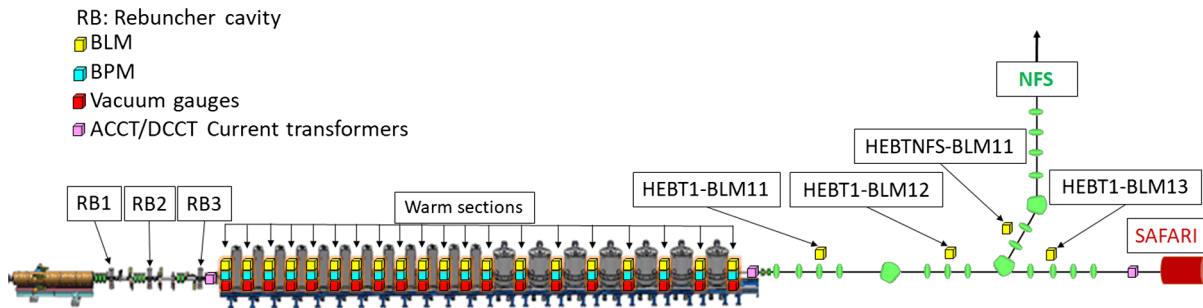 RB: Rebuncher cavity
BLM
BPM
Vacuum gauges
ACCT/DCCT Current transformers
NFS
HEBTNFS-BLM11
RB1
RB2
RB3
Warm sections
HEBT1-BLM11
HEBT1-BLM12
HEBT1-BLM13
SAFARI